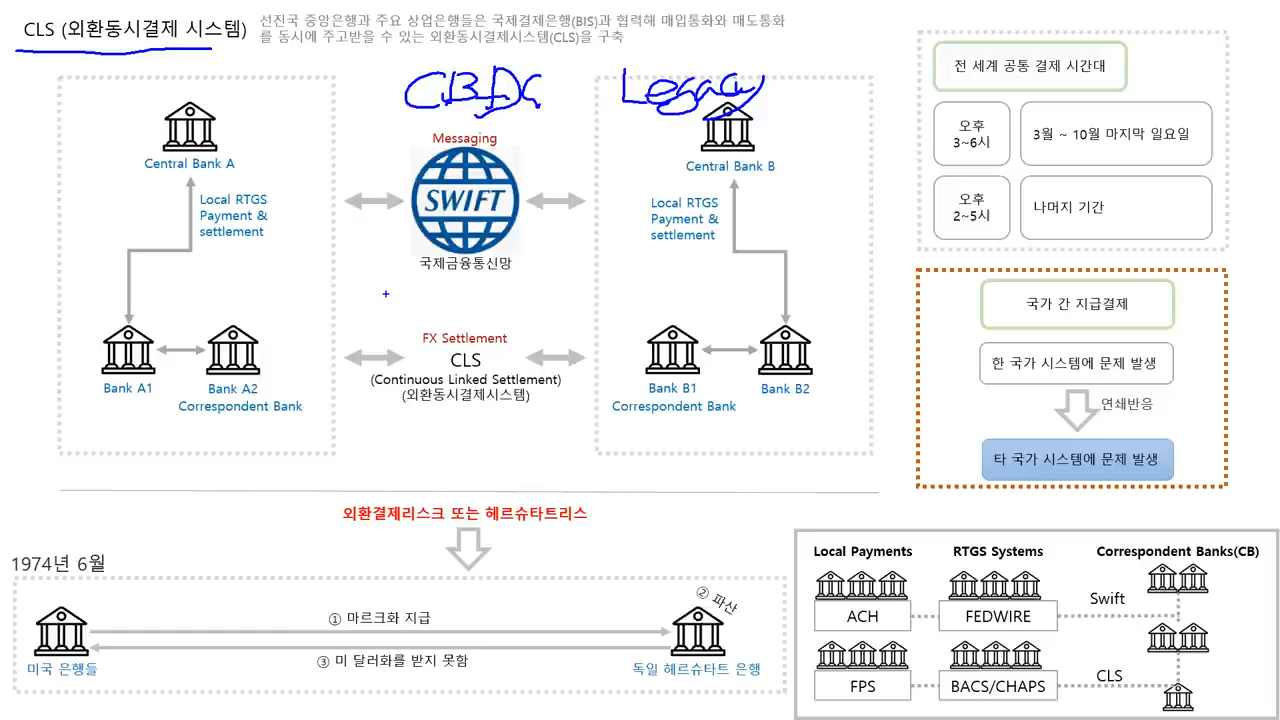 CLS (외환동시결제 시스템)
선진국 중앙은행과 주요 상업은행들은 국제결제은행(BIS)과 협력해 매입통화와 매도통화
를 동시에 주고받을 수 있는 외환동시결제시스템(CLS)을 구축
CBDC
Legacy
Central Bank A
Local RTGS
Payment &
settlement
Bank A1
Bank A2
Correspondent Bank
Messaging
SWIFT
국제금융통신망
FX Settlement
CLS
(Continuous Linked Settlement)
(외환동시결제시스템)
Central Bank B
Local RTGS
Payment &
settlement
Bank B1
Correspondent Bank
Bank B2
전 세계 공통 결제 시간대
오후
3~6시
3월 ~ 10월 마지막 일요일
오후
2~5시
나머지 기간
국가 간 지급결제
한 국가 시스템에 문제 발생
연쇄반응
타 국가 시스템에 문제 발생
외환결제리스크 또는 헤르슈타트리스
1974년 6월
미국 은행들
① 마르크화 지급
② 파산
③ 미 달러화를 받지 못함
독일 헤르슈타트 은행
Local Payments
RTGS Systems
Correspondent Banks(CB)
ACH
FEDWIRE
Swift
FPS
BACS/CHAPS
CLS